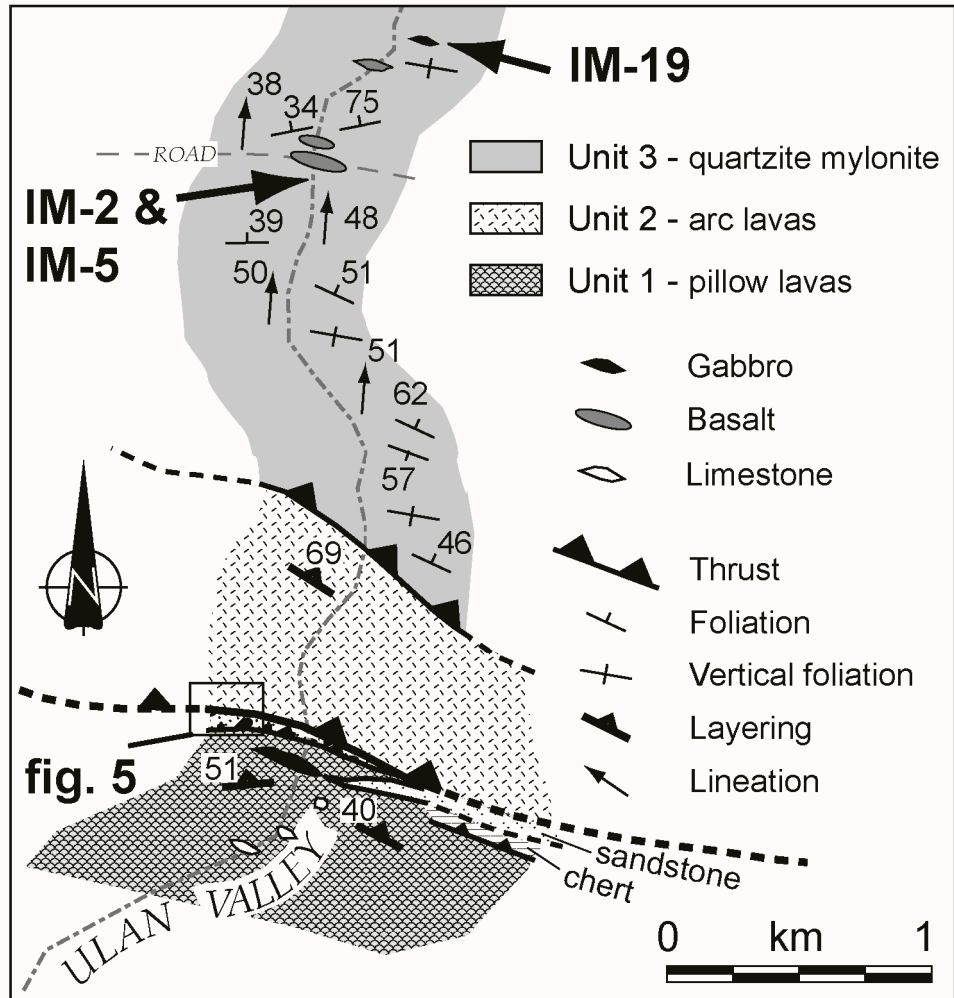 IM-19
38
34
75
ROAD
IM-2 &
IM-5
39
48
50
51
51
62
57
46
69
N
fig. 5
51
40
ULAN VALLEY
sandstone
chert
Unit 3 - quartzite mylonite
Unit 2 - arc lavas
Unit 1 - pillow lavas
Gabbro
Basalt
Limestone
Thrust
Foliation
Vertical foliation
Layering
Lineation
0 km 1